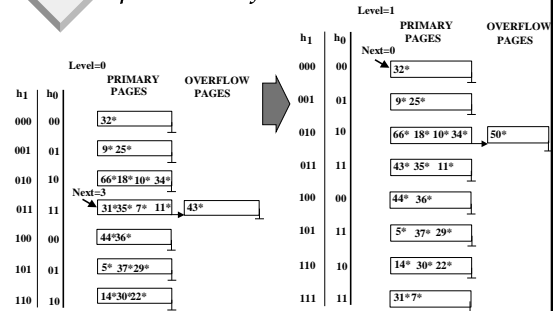 Level=0
PRIMARY OVERFLOW
h1 h0 PAGES PAGES
000 00 32*
001 01 9* 25*
010 10 66*18*10* 34*
Next=3
011 11 31*35* 7* 11* 43*
100 00 44*36*
101 01 5* 37*29*
110 10 14*30*22*
Level=1
PRIMARY OVERFLOW
h1 h0 PAGES PAGES
Next=0
000 00 32*
001 01 9* 25*
010 10 66* 18* 10* 34* 50*
011 11 43* 35* 11*
100 00 44* 36*
101 11 5* 37* 29*
110 10 14* 30* 22*
111 11 31*7*